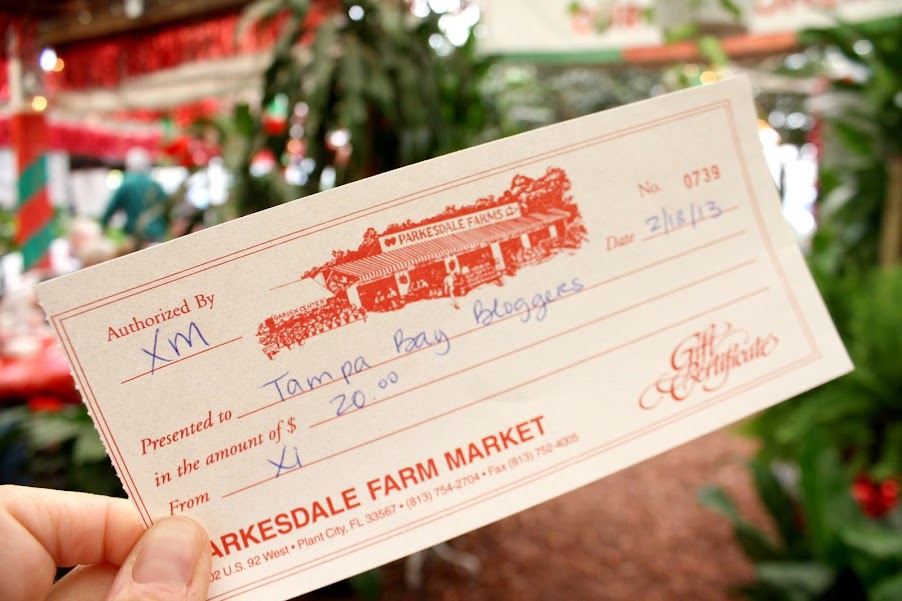 No. 0739
PARKESDALE FARMS
Date 2/18/13
GARDEN CENTER
Authorized By XM
Presented to Tampa Bay Bloggers
in the amount of $ 20.00
From Xi
Gift Certificate
ARKESDALE FARM MARKET
02 U.S. 92 West • Plant City, FL 33567 • (813) 754-2704 • Fax (813) 752-4005